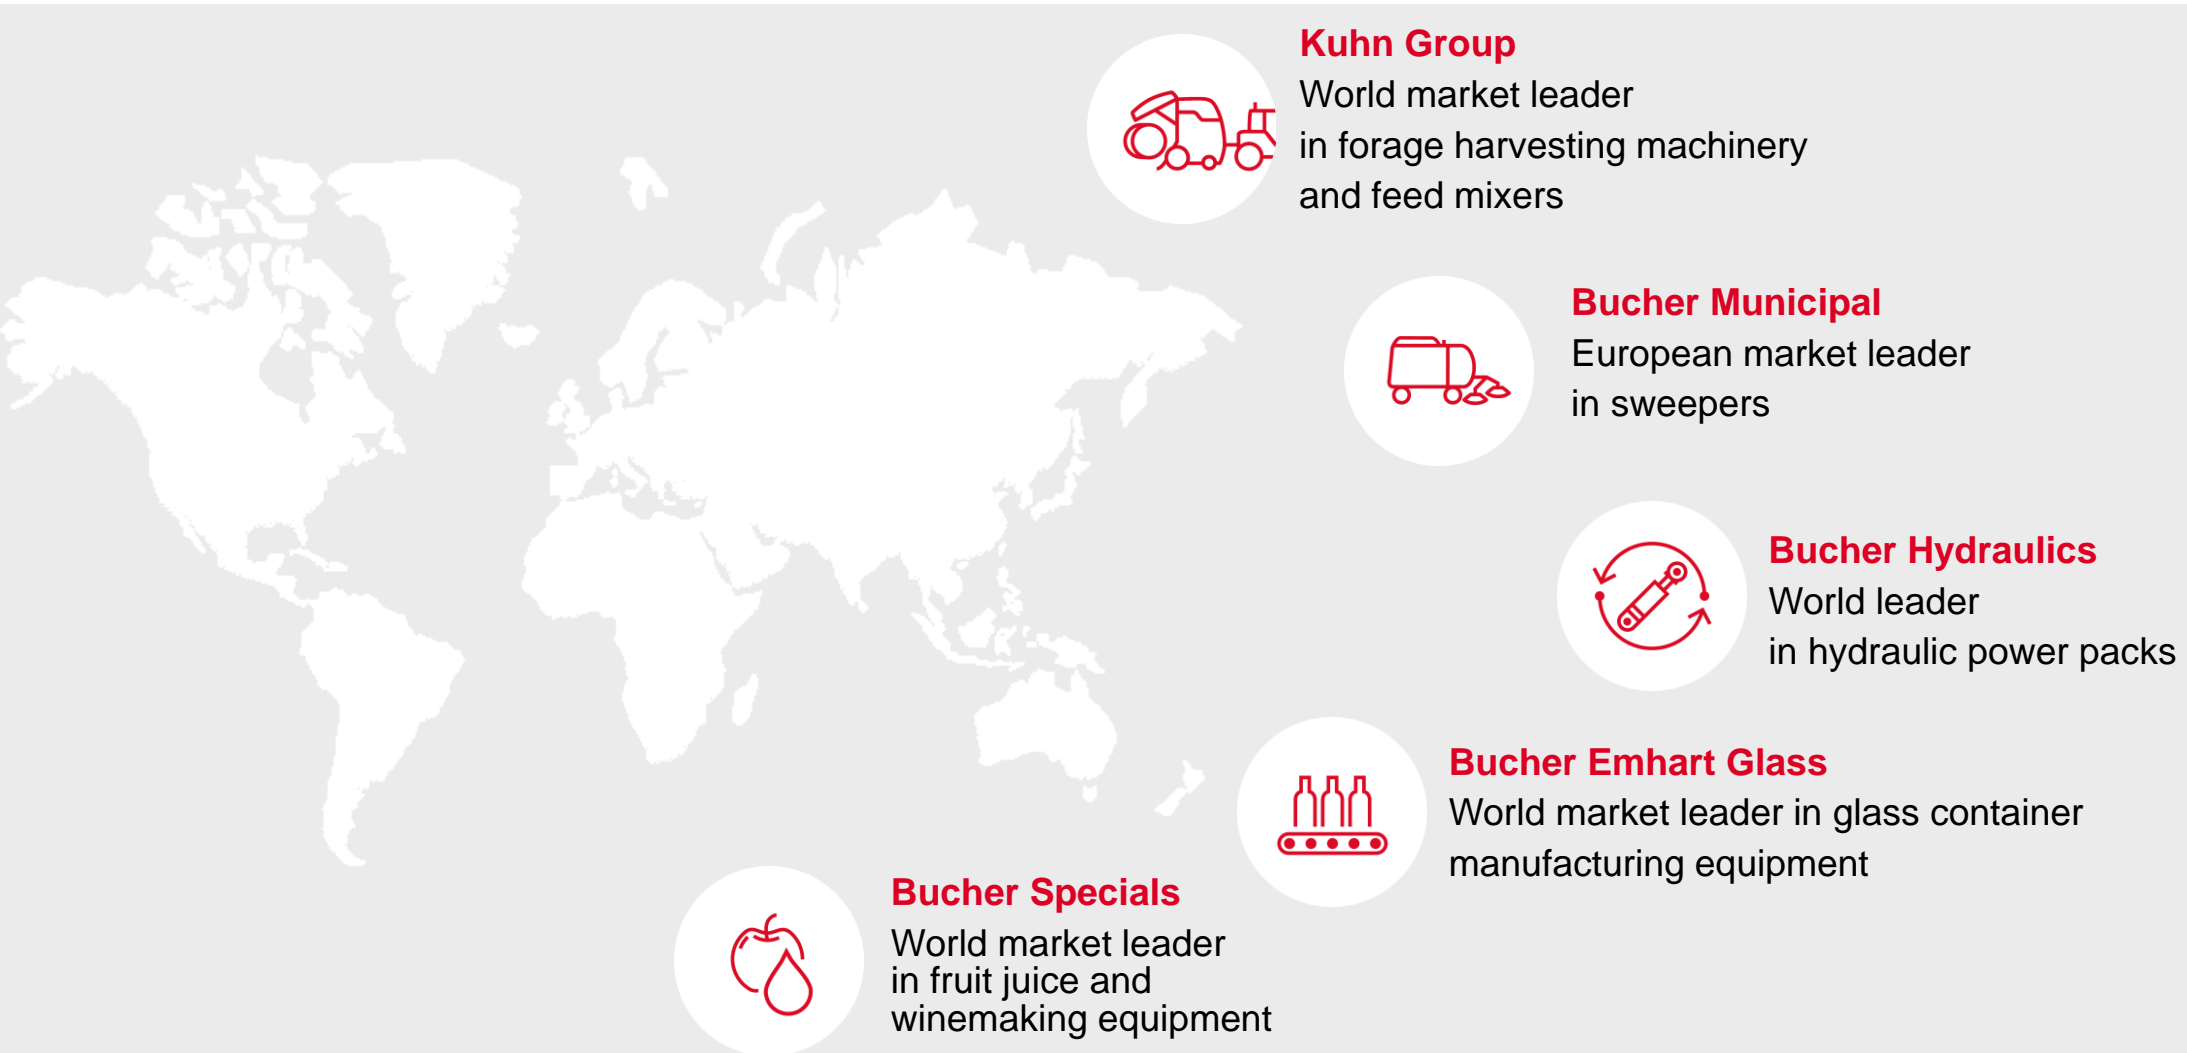 Kuhn Group
World market leader
in forage harvesting machinery
and feed mixers
Bucher Municipal
European market leader
in sweepers
Bucher Hydraulics
World leader
in hydraulic power packs
Bucher Emhart Glass
World market leader in glass container
manufacturing equipment
Bucher Specials
World market leader
in fruit juice and
winemaking equipment